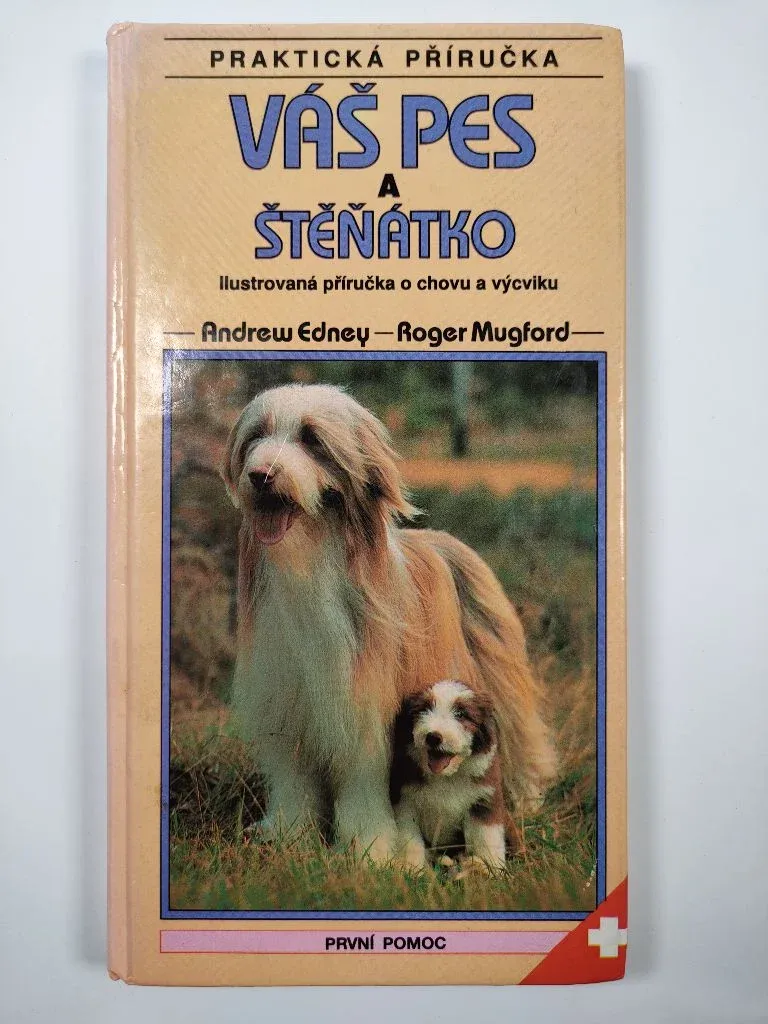 PRAKTICKÁ PŘÍRUČKA
VÁŠ PES
A
ŠTĚŇÁTKO
Ilustrovaná příručka o chovu a výcviku
Andrew Edney — Roger Mugford
PRVNÍ POMOC